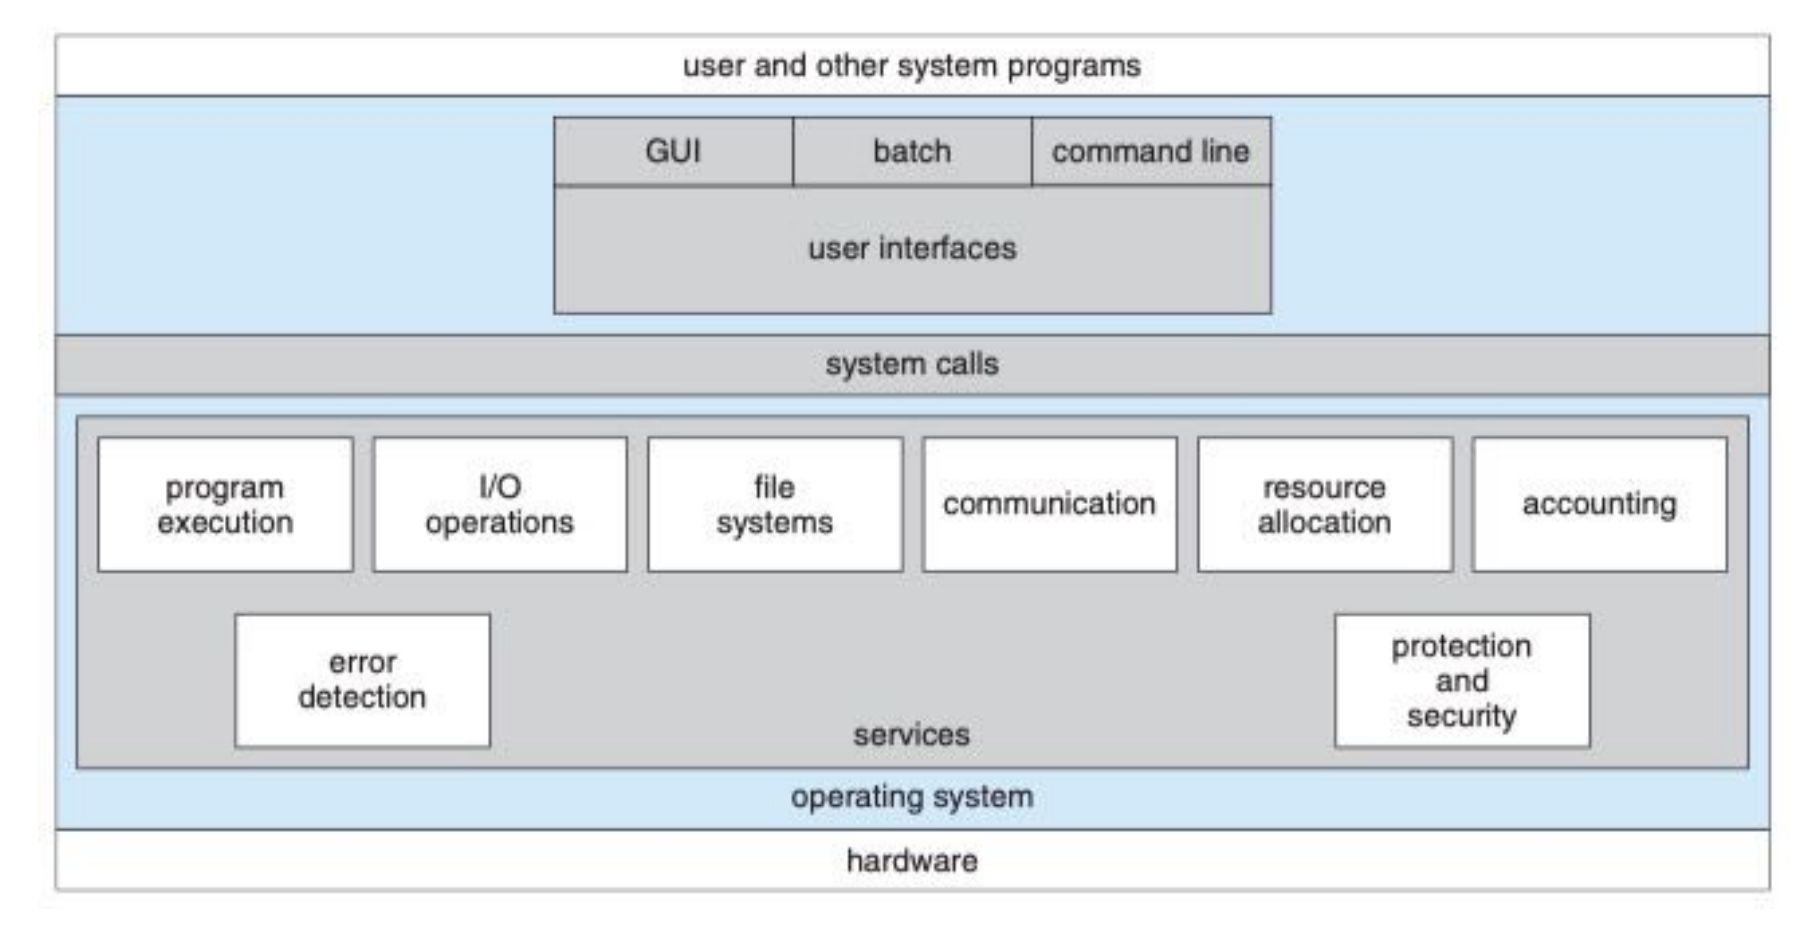 user and other system programs
GUI
batch
command line
user interfaces
system calls
program
execution
I/O
operations
file
systems
communication
resource
allocation
accounting
error
detection
protection
and
security
services
operating system
hardware